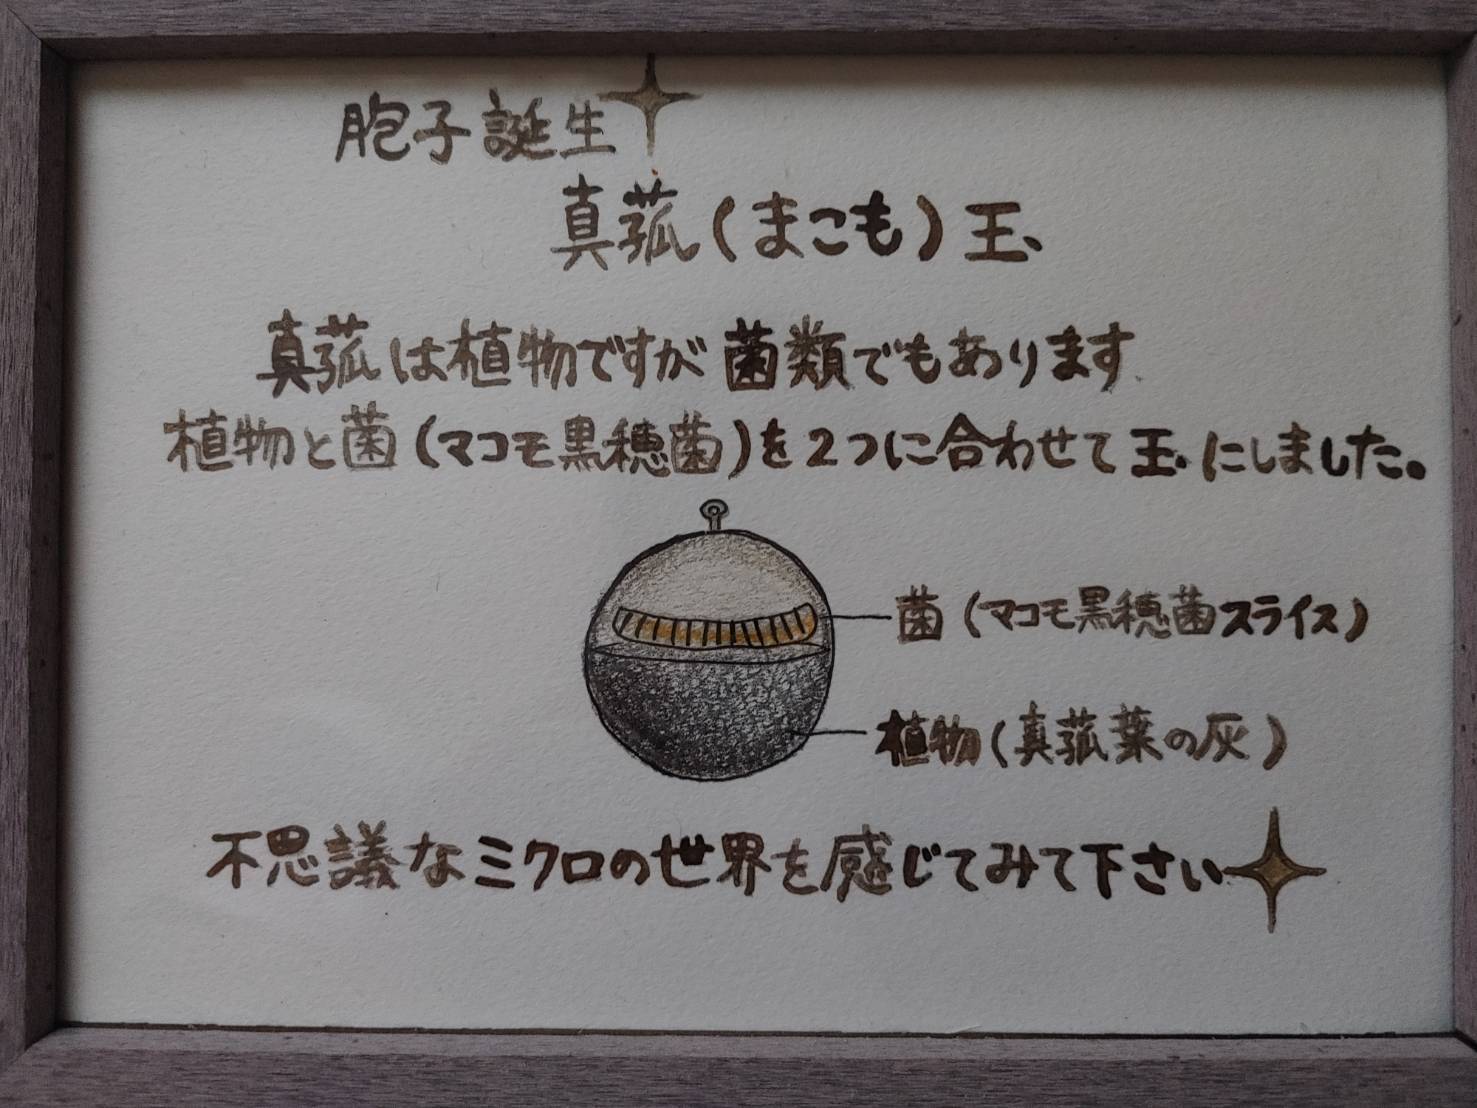 胞子誕生
真菰(まこも)玉
真菰は植物ですが菌類でもあります
植物と菌(マコモ黒穂菌)を2つに合わせて玉にしました。
菌(マコモ黒穂菌スライス)
植物(真菰葉の灰)
不思議なミクロの世界を感じてみて下さい